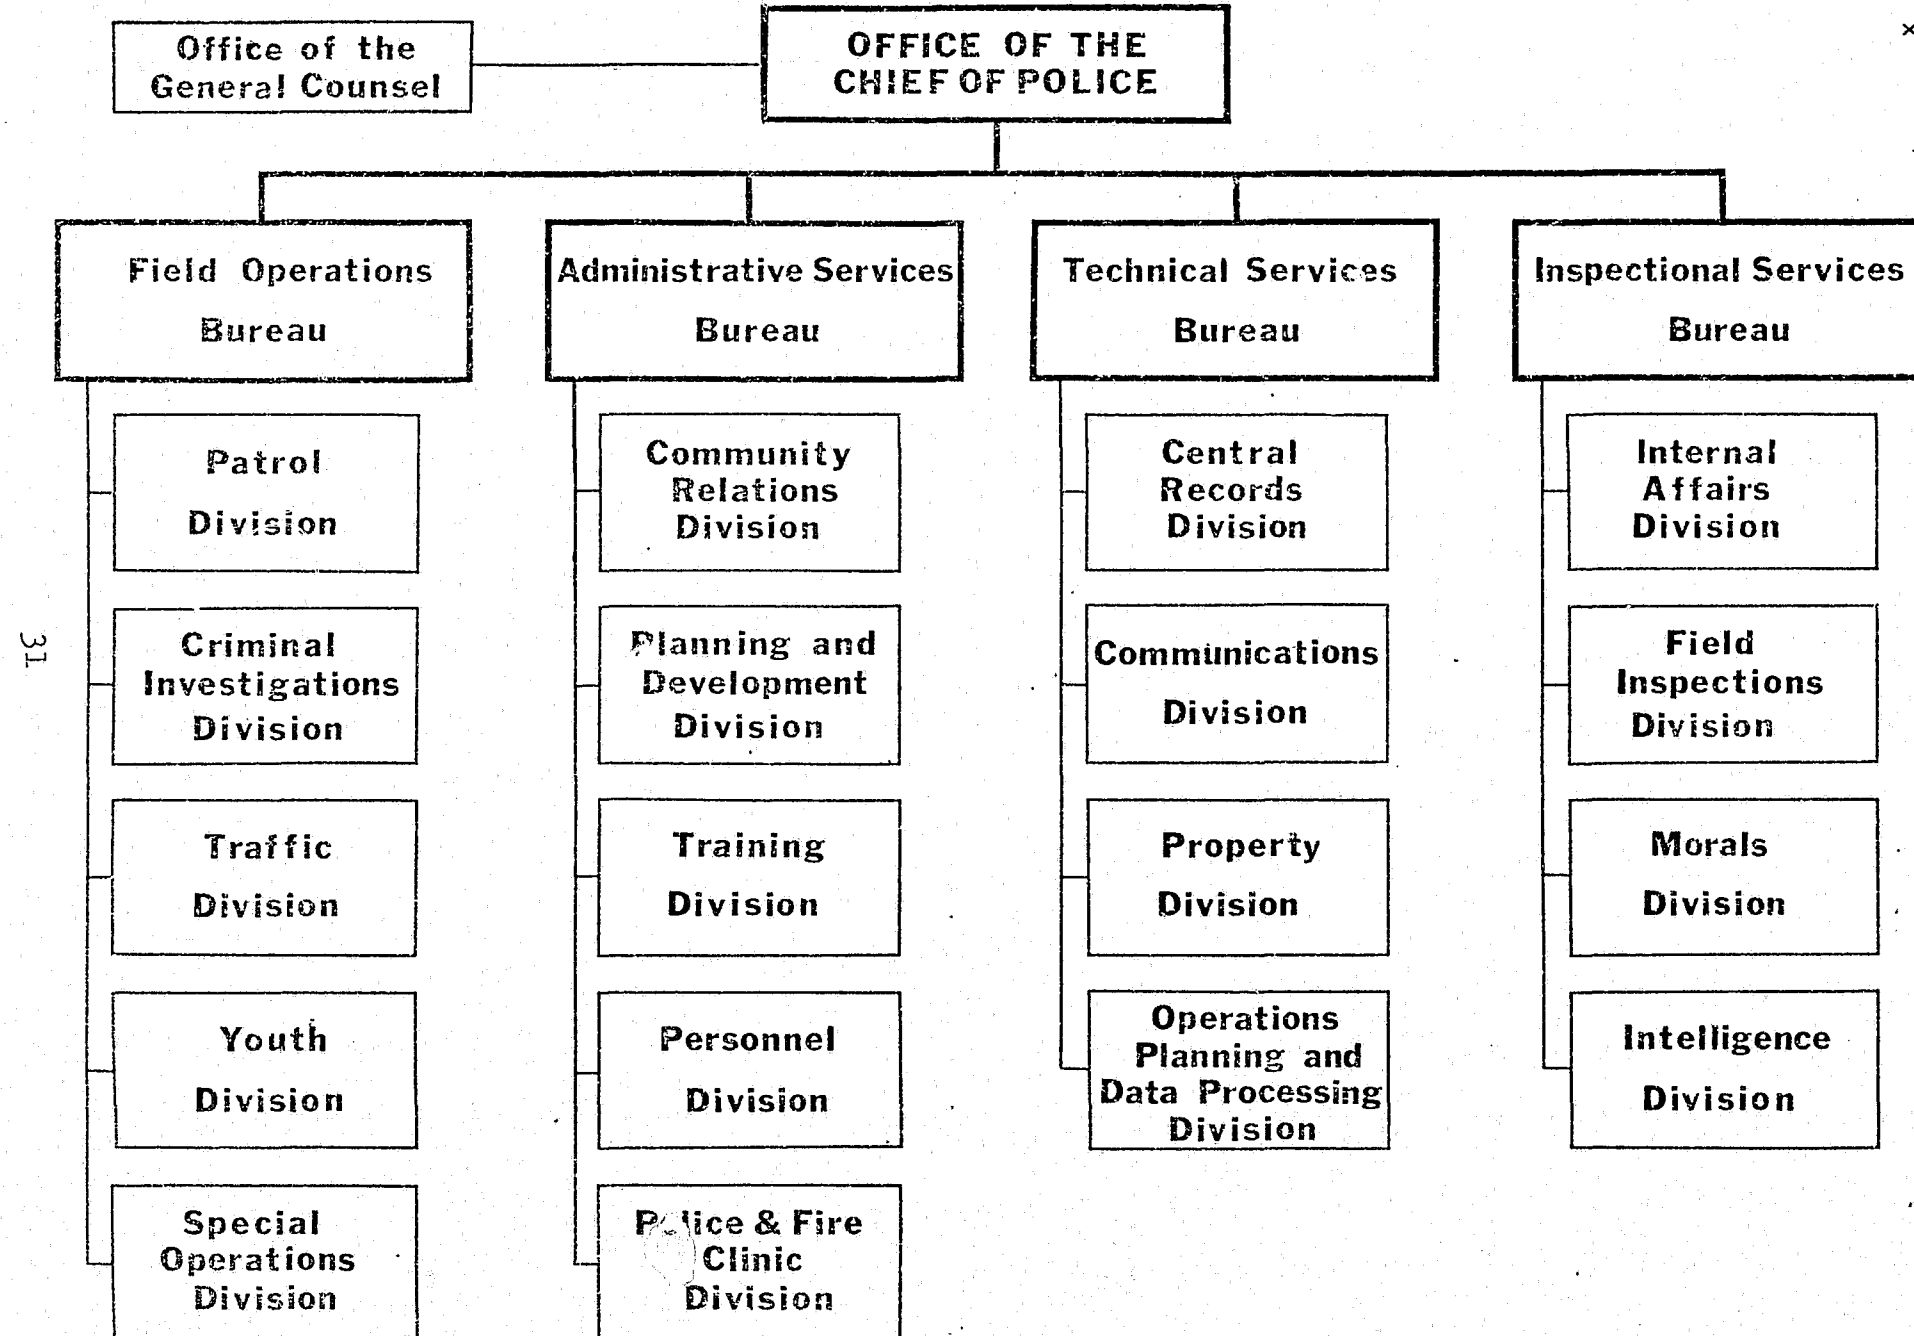 Office of the
General Counsel
OFFICE OF THE
CHIEF OF POLICE
Field Operations
Bureau
Administrative Services
Bureau
Technical Services
Bureau
Inspectional Services
Bureau
Patrol
Division
Criminal
Investigations
Division
Traffic
Division
Youth
Division
Special
Operations
Division
Community
Relations
Division
Planning and
Development
Division
Training
Division
Personnel
Division
Police & Fire
Clinic
Division
Central
Records
Division
Communications
Division
Property
Division
Operations
Planning and
Data Processing
Division
Internal
Affairs
Division
Field
Inspections
Division
Morals
Division
Intelligence
Division
31